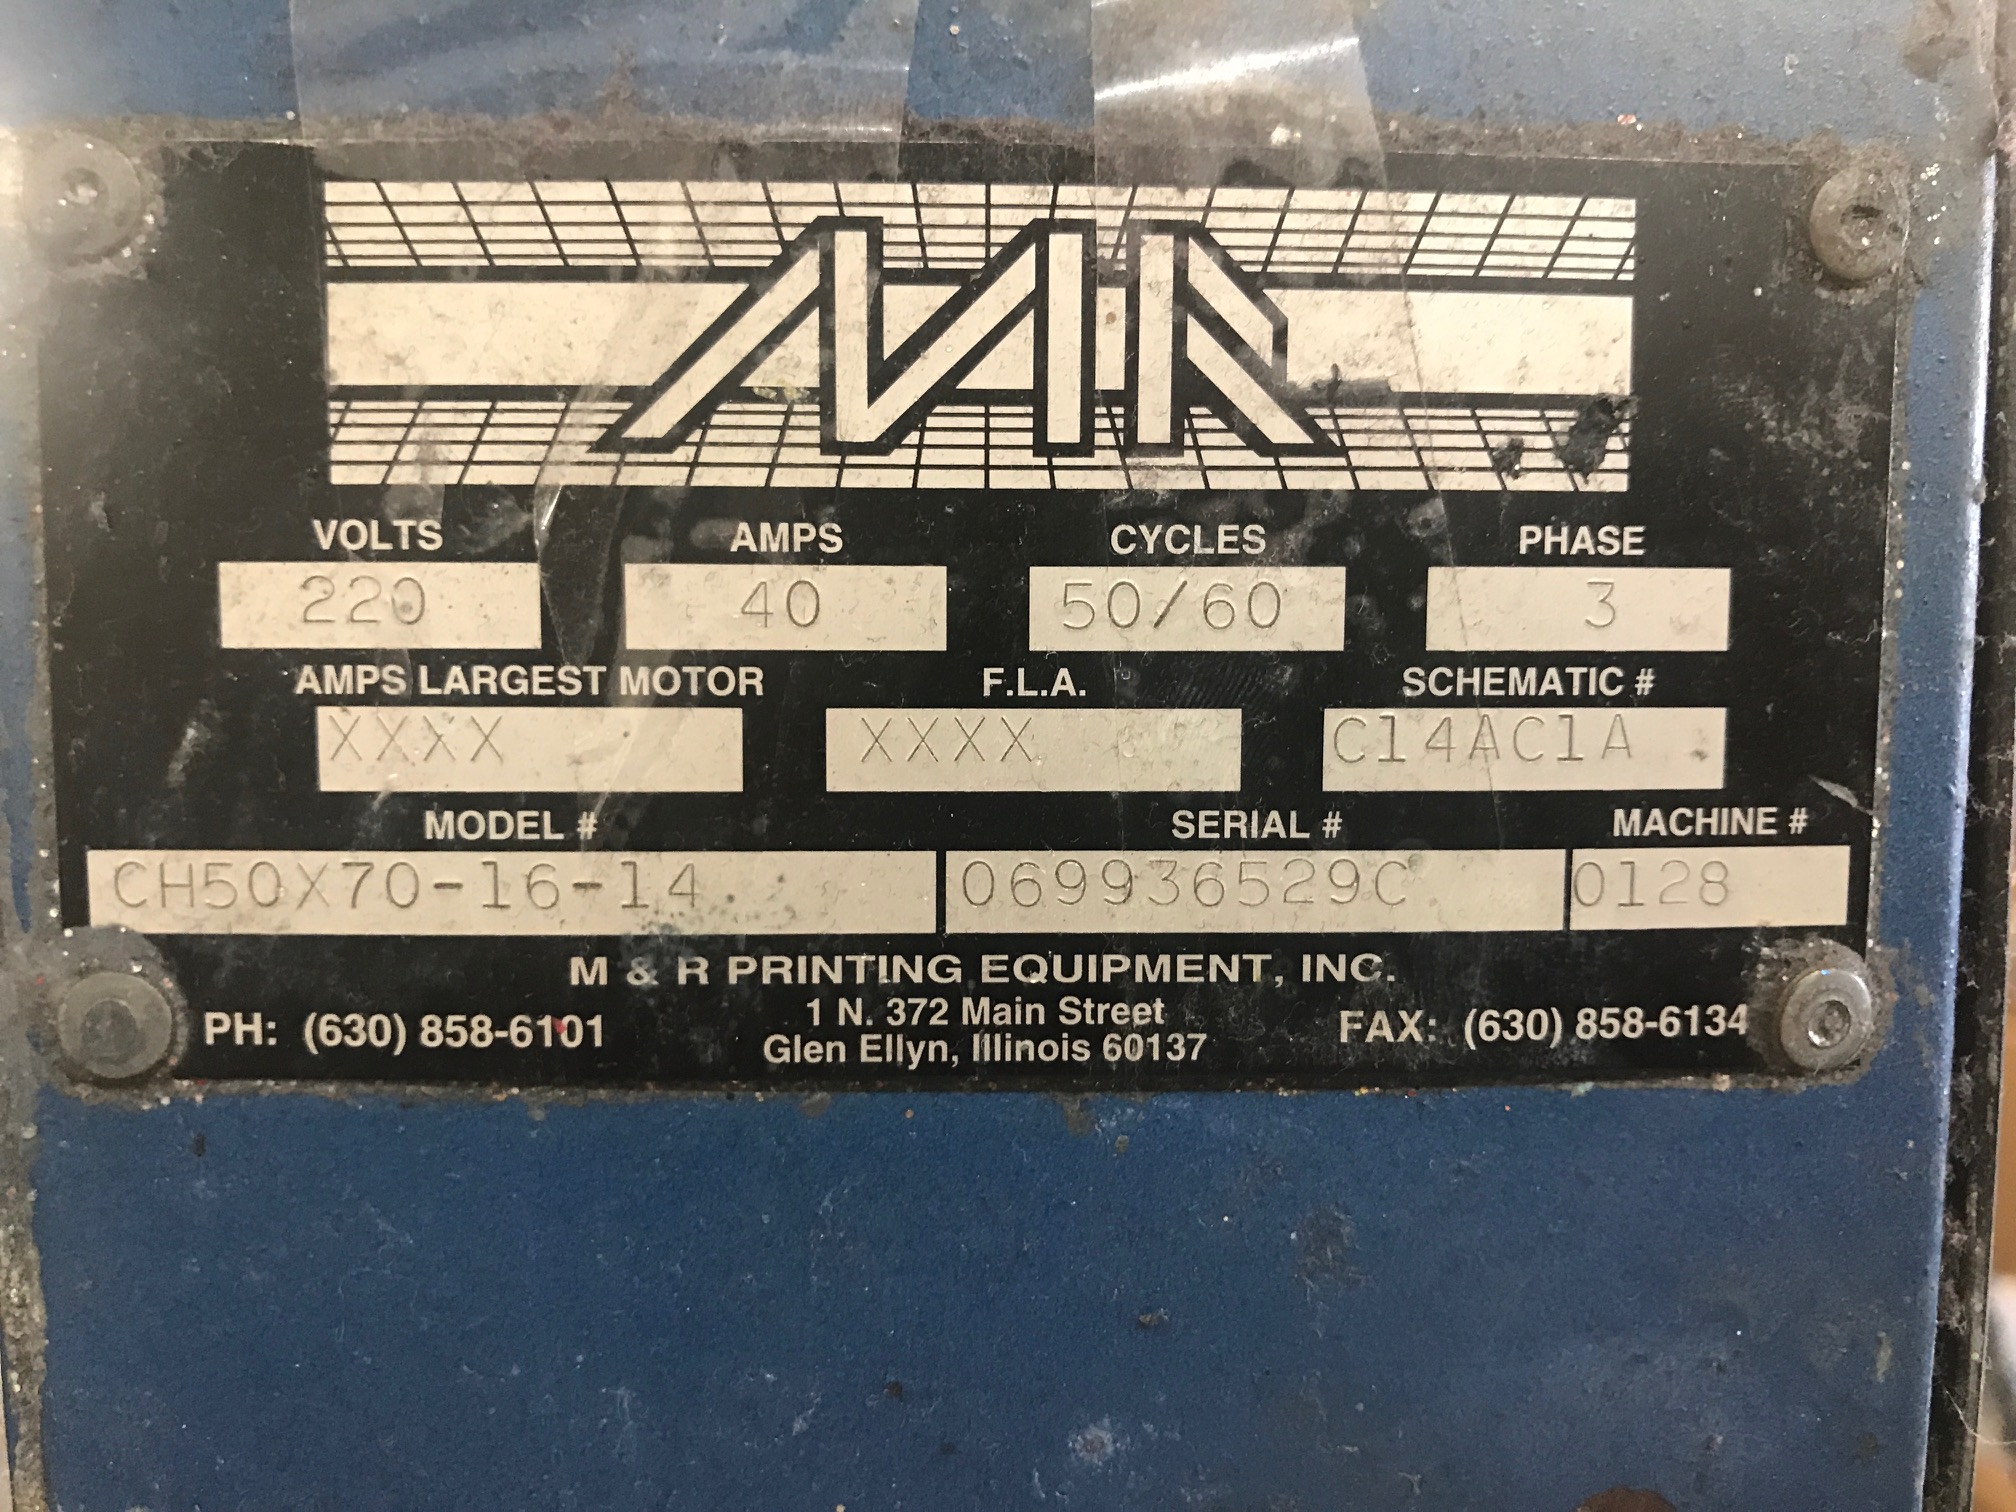 MR
VOLTS AMPS CYCLES PHASE
220 40 50/60 3
AMPS LARGEST MOTOR F.L.A. SCHEMATIC #
XXXX XXXX C14AC1A
MODEL # SERIAL # MACHINE #
CH50X70-16-14 069936529C 0128
M & R PRINTING EQUIPMENT, INC.
1 N. 372 Main Street
PH: (630) 858-6101 Glen Ellyn, Illinois 60137 FAX: (630) 858-6134